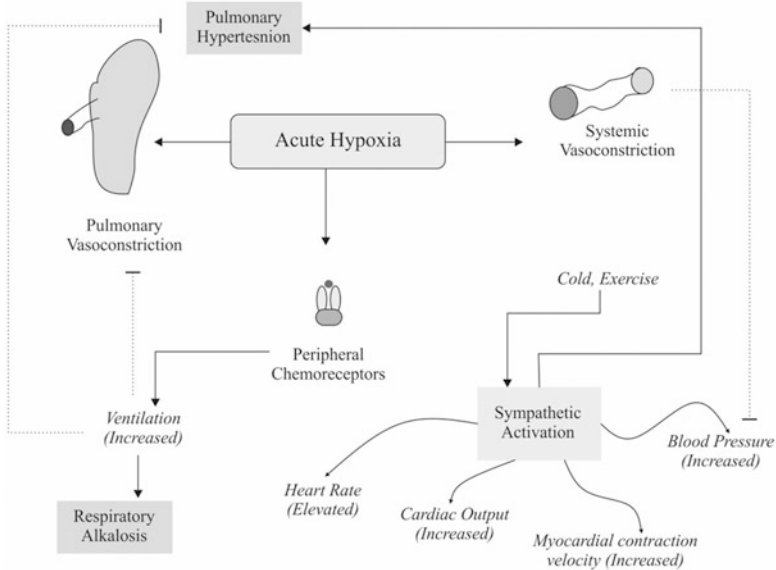 Pulmonary
Hypertesnion
Acute Hypoxia
Systemic
Vasoconstriction
Pulmonary
Vasoconstriction
Cold, Exercise
Peripheral
Chemoreceptors
Ventilation
(Increased)
Sympathetic
Activation
Blood Pressure
(Increased)
Heart Rate
(Elevated)
Cardiac Output
(Increased)
Respiratory
Alkalosis
Myocardial contraction
velocity (Increased)